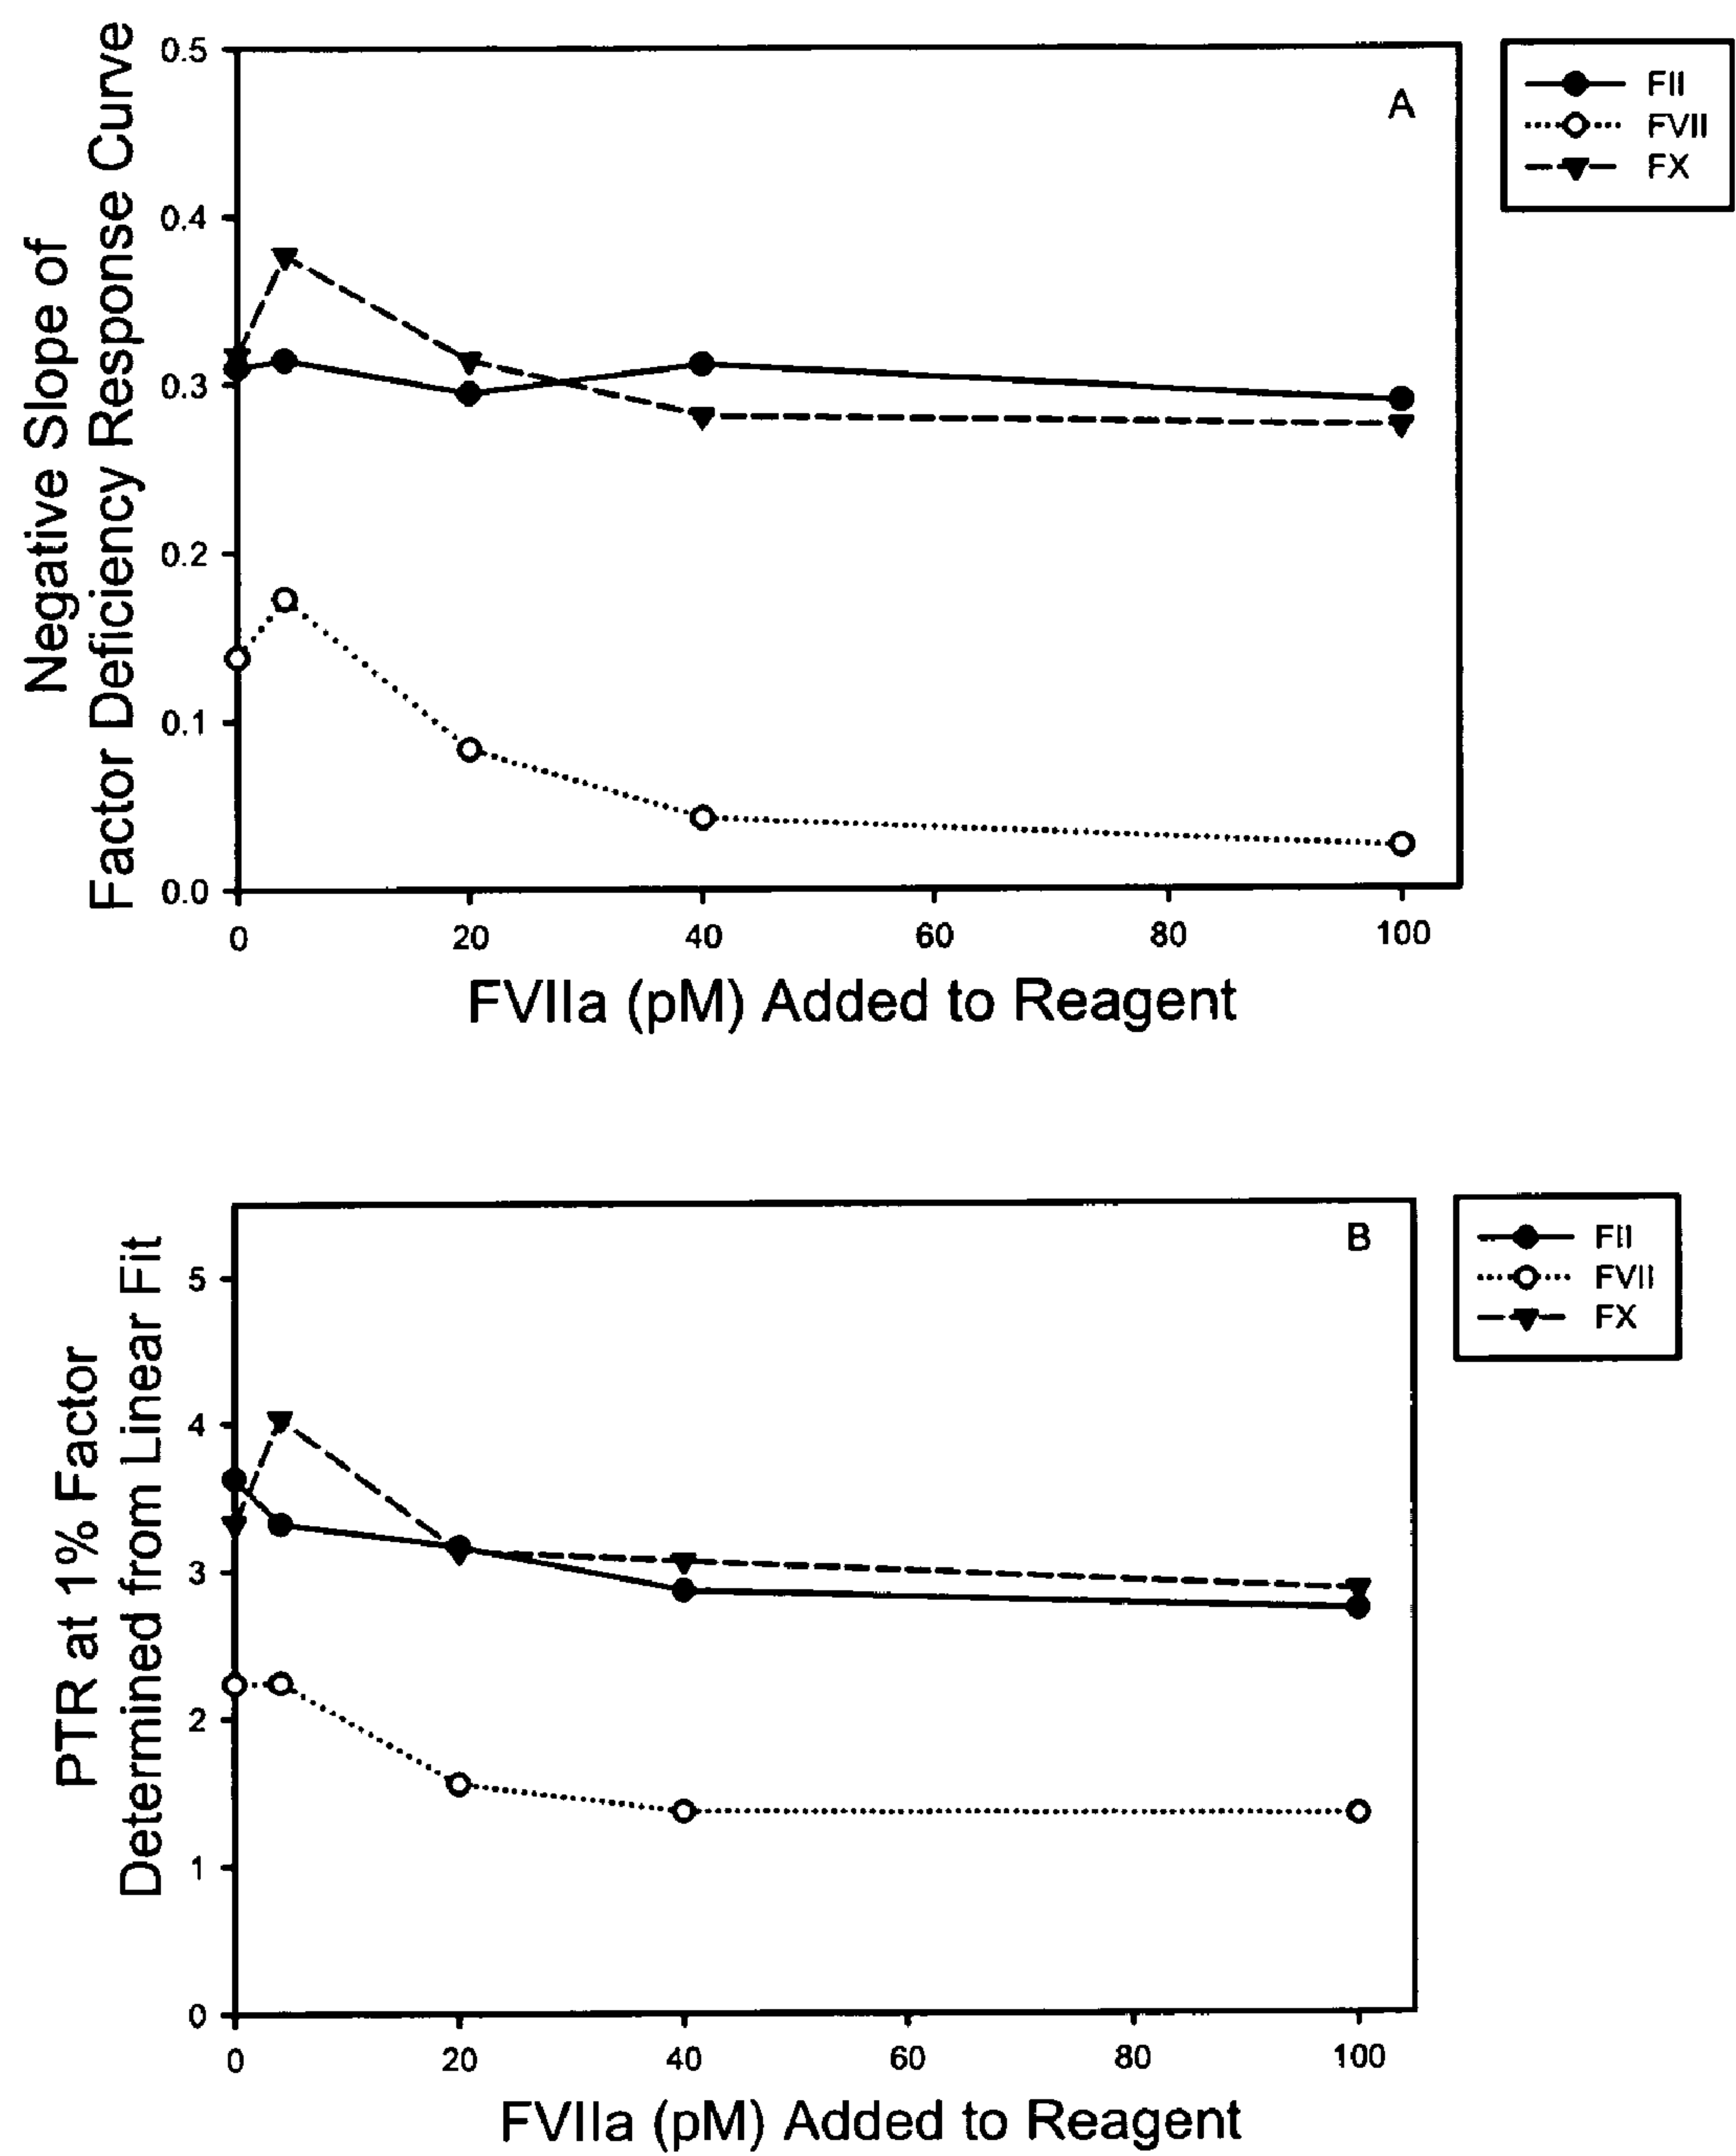 Negative Slope of
Factor Deficiency Response Curve
0.5
0.4
0.3
0.2
0.1
0.0
A
FII
FVII
FX
0 20 40 60 80 100
FVIIa (pM) Added to Reagent
PTR at 1% Factor
Determined from Linear Fit
5
4
3
2
1
0
B
FII
FVII
FX
0 20 40 60 80 100
FVIIa (pM) Added to Reagent